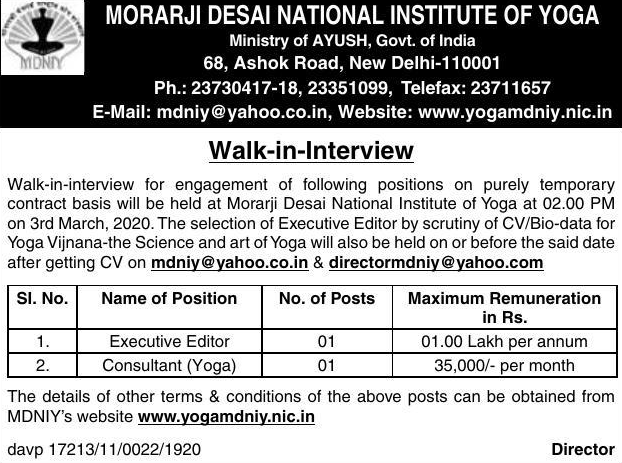 MORARJI DESAI NATIONAL INSTITUTE OF YOGA
Ministry of AYUSH, Govt. of India
68, Ashok Road, New Delhi-110001
Ph.: 23730417-18, 23351099, Telefax: 23711657
E-Mail: mdniy@yahoo.co.in, Website: www.yogamdniy.nic.in
MDNIY
Walk-in-Interview
Walk-in-interview for engagement of following positions on purely temporary
contract basis will be held at Morarji Desai National Institute of Yoga at 02.00 PM
on 3rd March, 2020. The selection of Executive Editor by scrutiny of CV/Bio-data for
Yoga Vijnana-the Science and art of Yoga will also be held on or before the said date
after getting CV on mdniy@yahoo.co.in & directormdniy@yahoo.com
Sl. No. Name of Position No. of Posts Maximum Remuneration
in Rs.
1. Executive Editor 01 01.00 Lakh per annum
2. Consultant (Yoga) 01 35,000/- per month
The details of other terms & conditions of the above posts can be obtained from
MDNIY's website www.yogamdniy.nic.in
davp 17213/11/0022/1920 Director